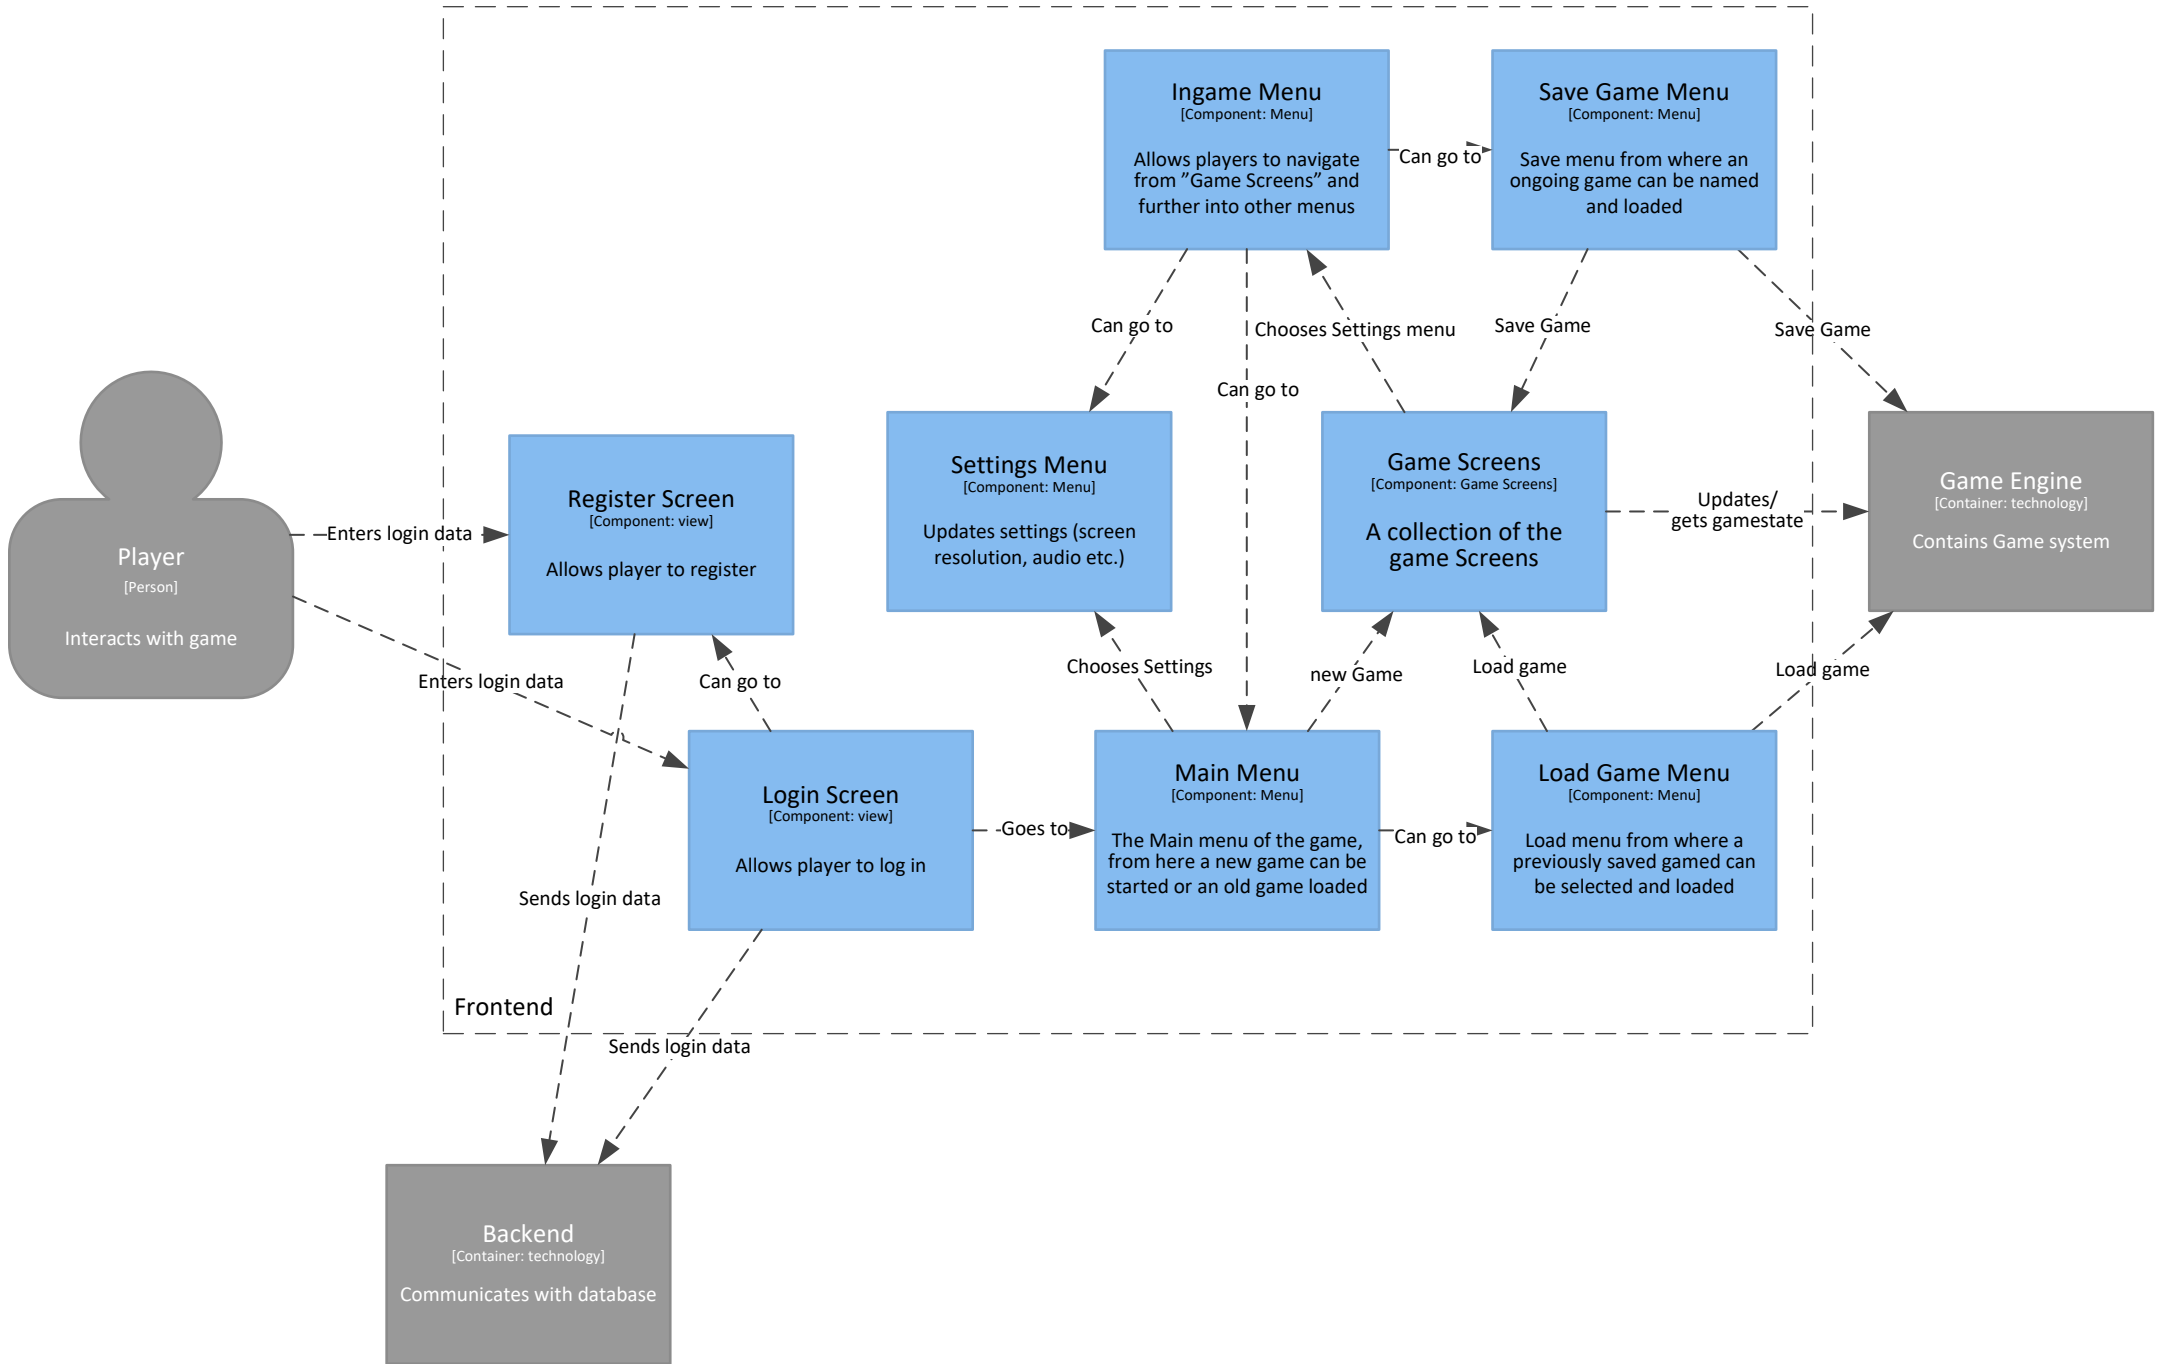 Ingame Menu
[Component: Menu]
Allows players to navigate
from ”Game Screens” and
further into other menus
Can go to
Save Game Menu
[Component: Menu]
Save menu from where an
ongoing game can be named
and loaded
Can go to
Chooses Settings menu
Save Game
Save Game
Can go to
Player
[Person]
Interacts with game
Enters login data
Register Screen
[Component: view]
Allows player to register
Settings Menu
[Component: Menu]
Updates settings (screen
resolution, audio etc.)
Game Screens
[Component: Game Screens]
A collection of the
game Screens
Updates/
gets gamestate
Game Engine
[Container: technology]
Contains Game system
Enters login data
Can go to
Chooses Settings
new Game
Load game
Load game
Login Screen
[Component: view]
Allows player to log in
Goes to
Main Menu
[Component: Menu]
The Main menu of the game,
from here a new game can be
started or an old game loaded
Can go to
Load Game Menu
[Component: Menu]
Load menu from where a
previously saved gamed can
be selected and loaded
Sends login data
Frontend
Sends login data
Backend
[Container: technology]
Communicates with database